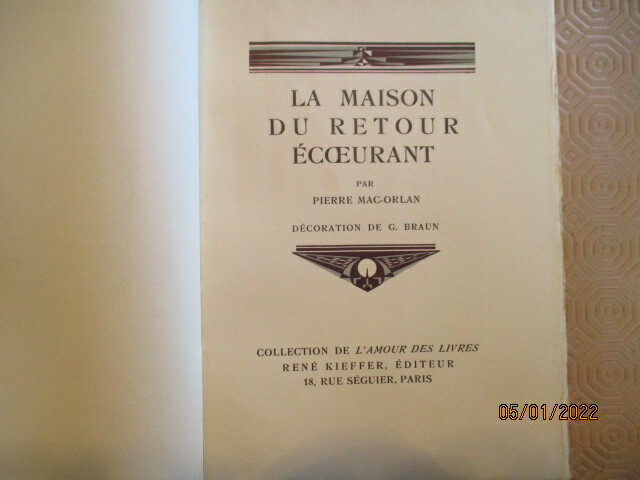 LA MAISON
DU RETOUR
ÉCŒURANT
PAR
PIERRE MAC-ORLAN
DÉCORATION DE G. BRAUN
COLLECTION DE L'AMOUR DES LIVRES
RENÉ KIEFFER, ÉDITEUR
18, RUE SÉGUIER, PARIS
05/01/2022